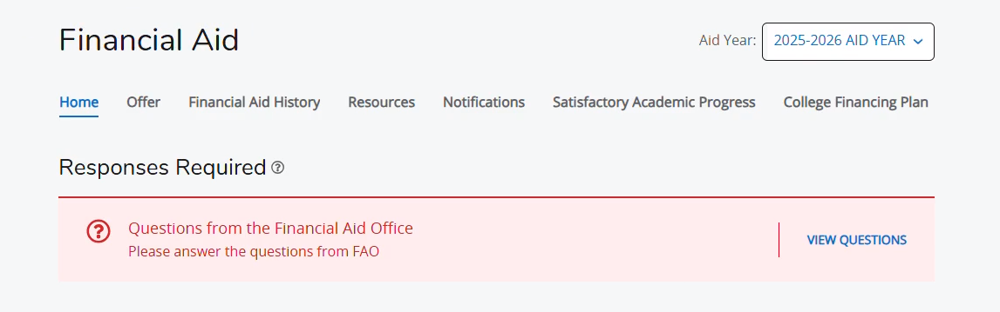 Financial Aid
Aid Year: 2025-2026 AID YEAR
Home Offer Financial Aid History Resources Notifications Satisfactory Academic Progress College Financing Plan
Responses Required
Questions from the Financial Aid Office
Please answer the questions from FAO
VIEW QUESTIONS